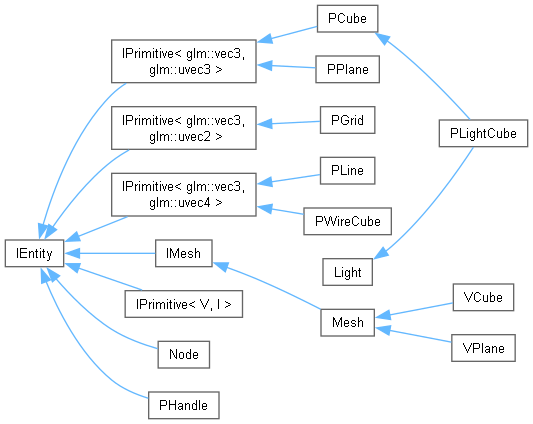 PCube
IPrimitive< glm::vec3,
glm::uvec3 >
PPlane
IPrimitive< glm::vec3,
glm::uvec2 >
PGrid
PLightCube
PLine
IPrimitive< glm::vec3,
glm::uvec4 >
PWireCube
IEntity
IMesh
Light
IPrimitive< V, I >
VCube
Mesh
VPlane
Node
PHandle